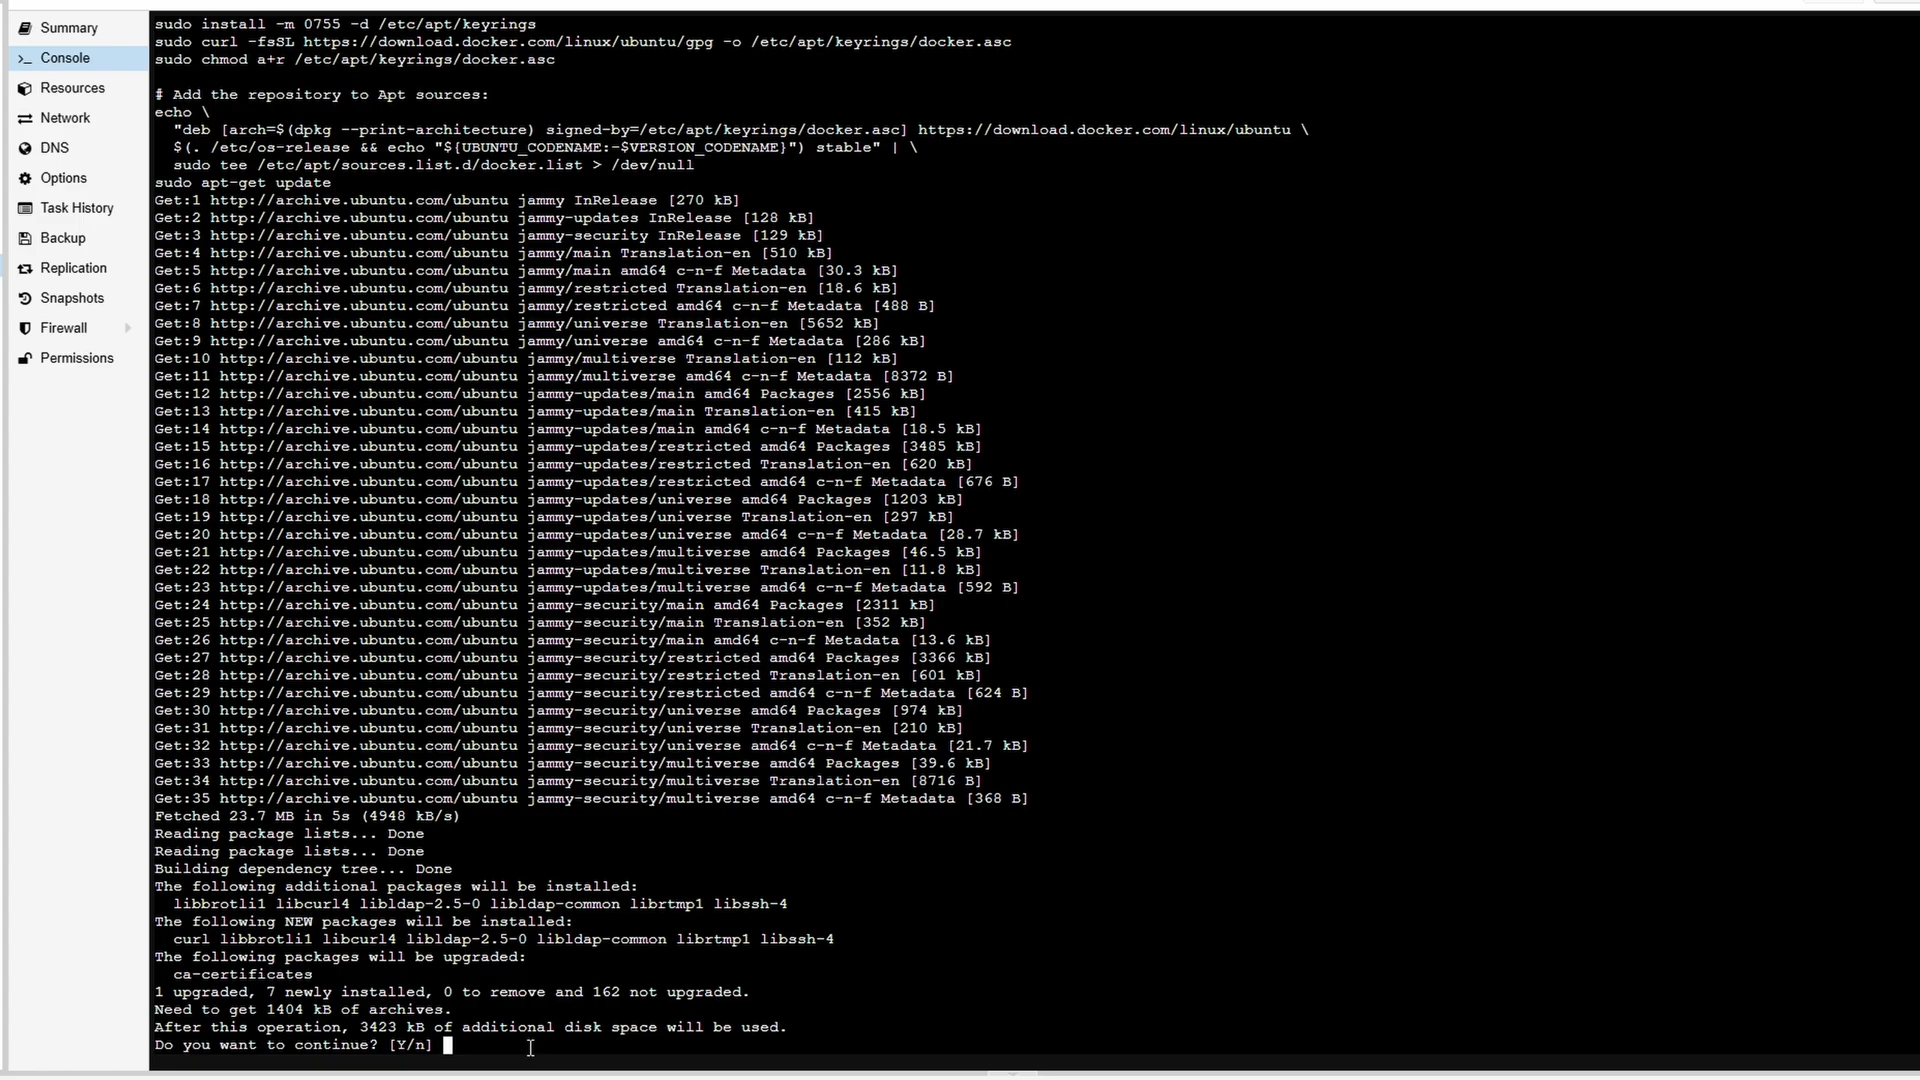 Summary
Console
Resources
Network
DNS
Options
Task History
Backup
Replication
Snapshots
Firewall
Permissions
sudo install -m 0755 -d /etc/apt/keyrings
sudo curl -fsSL https://download.docker.com/linux/ubuntu/gpg -o /etc/apt/keyrings/docker.asc
sudo chmod a+r /etc/apt/keyrings/docker.asc
# Add the repository to Apt sources:
echo \
  "deb [arch=$(dpkg --print-architecture) signed-by=/etc/apt/keyrings/docker.asc] https://download.docker.com/linux/ubuntu \
  $(. /etc/os-release && echo "${UBUNTU_CODENAME:-$VERSION_CODENAME}") stable" | \
  sudo tee /etc/apt/sources.list.d/docker.list > /dev/null
sudo apt-get update
Get:1 http://archive.ubuntu.com/ubuntu jammy InRelease [270 kB]
Get:2 http://archive.ubuntu.com/ubuntu jammy-updates InRelease [128 kB]
Get:3 http://archive.ubuntu.com/ubuntu jammy-security InRelease [129 kB]
Get:4 http://archive.ubuntu.com/ubuntu jammy/main Translation-en [510 kB]
Get:5 http://archive.ubuntu.com/ubuntu jammy/main amd64 c-n-f Metadata [30.3 kB]
Get:6 http://archive.ubuntu.com/ubuntu jammy/restricted Translation-en [18.6 kB]
Get:7 http://archive.ubuntu.com/ubuntu jammy/restricted amd64 c-n-f Metadata [488 B]
Get:8 http://archive.ubuntu.com/ubuntu jammy/universe Translation-en [5652 kB]
Get:9 http://archive.ubuntu.com/ubuntu jammy/universe amd64 c-n-f Metadata [286 kB]
Get:10 http://archive.ubuntu.com/ubuntu jammy/multiverse Translation-en [112 kB]
Get:11 http://archive.ubuntu.com/ubuntu jammy/multiverse amd64 c-n-f Metadata [8372 B]
Get:12 http://archive.ubuntu.com/ubuntu jammy-updates/main amd64 Packages [2556 kB]
Get:13 http://archive.ubuntu.com/ubuntu jammy-updates/main Translation-en [415 kB]
Get:14 http://archive.ubuntu.com/ubuntu jammy-updates/main amd64 c-n-f Metadata [18.5 kB]
Get:15 http://archive.ubuntu.com/ubuntu jammy-updates/restricted amd64 Packages [3485 kB]
Get:16 http://archive.ubuntu.com/ubuntu jammy-updates/restricted Translation-en [620 kB]
Get:17 http://archive.ubuntu.com/ubuntu jammy-updates/restricted amd64 c-n-f Metadata [676 B]
Get:18 http://archive.ubuntu.com/ubuntu jammy-updates/universe amd64 Packages [1203 kB]
Get:19 http://archive.ubuntu.com/ubuntu jammy-updates/universe Translation-en [297 kB]
Get:20 http://archive.ubuntu.com/ubuntu jammy-updates/universe amd64 c-n-f Metadata [28.7 kB]
Get:21 http://archive.ubuntu.com/ubuntu jammy-updates/multiverse amd64 Packages [46.5 kB]
Get:22 http://archive.ubuntu.com/ubuntu jammy-updates/multiverse Translation-en [11.8 kB]
Get:23 http://archive.ubuntu.com/ubuntu jammy-updates/multiverse amd64 c-n-f Metadata [592 B]
Get:24 http://archive.ubuntu.com/ubuntu jammy-security/main amd64 Packages [2311 kB]
Get:25 http://archive.ubuntu.com/ubuntu jammy-security/main Translation-en [352 kB]
Get:26 http://archive.ubuntu.com/ubuntu jammy-security/main amd64 c-n-f Metadata [13.6 kB]
Get:27 http://archive.ubuntu.com/ubuntu jammy-security/restricted amd64 Packages [3366 kB]
Get:28 http://archive.ubuntu.com/ubuntu jammy-security/restricted Translation-en [601 kB]
Get:29 http://archive.ubuntu.com/ubuntu jammy-security/restricted amd64 c-n-f Metadata [624 B]
Get:30 http://archive.ubuntu.com/ubuntu jammy-security/universe amd64 Packages [974 kB]
Get:31 http://archive.ubuntu.com/ubuntu jammy-security/universe Translation-en [210 kB]
Get:32 http://archive.ubuntu.com/ubuntu jammy-security/universe amd64 c-n-f Metadata [21.7 kB]
Get:33 http://archive.ubuntu.com/ubuntu jammy-security/multiverse amd64 Packages [39.6 kB]
Get:34 http://archive.ubuntu.com/ubuntu jammy-security/multiverse Translation-en [8716 B]
Get:35 http://archive.ubuntu.com/ubuntu jammy-security/multiverse amd64 c-n-f Metadata [368 B]
Fetched 23.7 MB in 5s (4948 kB/s)
Reading package lists... Done
Reading package lists... Done
Building dependency tree... Done
The following additional packages will be installed:
  libbrotli1 libcurl4 libldap-2.5-0 libldap-common librtmp1 libssh-4
The following NEW packages will be installed:
  curl libbrotli1 libcurl4 libldap-2.5-0 libldap-common librtmp1 libssh-4
The following packages will be upgraded:
  ca-certificates
1 upgraded, 7 newly installed, 0 to remove and 162 not upgraded.
Need to get 1404 kB of archives.
After this operation, 3423 kB of additional disk space will be used.
Do you want to continue? [Y/n]